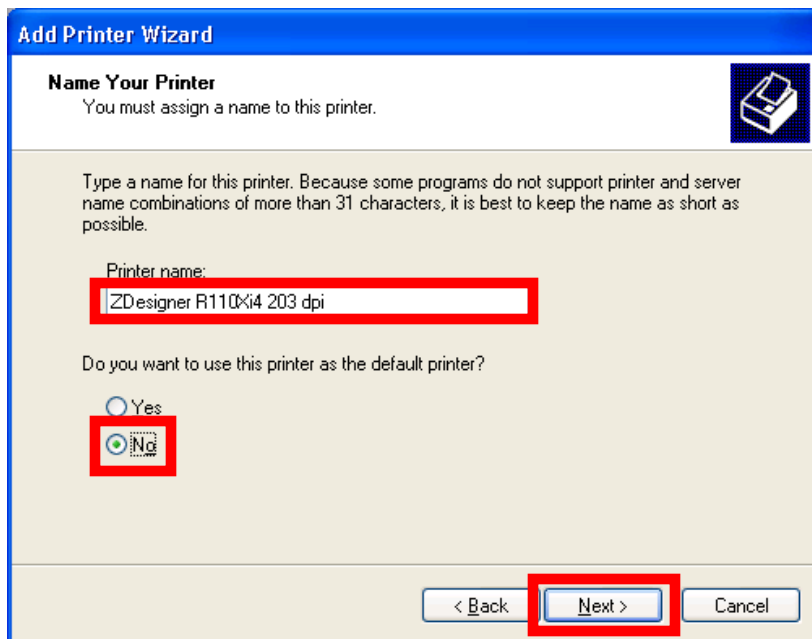 Add Printer Wizard
Name Your Printer
You must assign a name to this printer.
Type a name for this printer. Because some programs do not support printer and server
name combinations of more than 31 characters, it is best to keep the name as short as
possible.
Printer name:
ZDesigner R110Xi4 203 dpi
Do you want to use this printer as the default printer?
Yes
No
< Back
Next >
Cancel